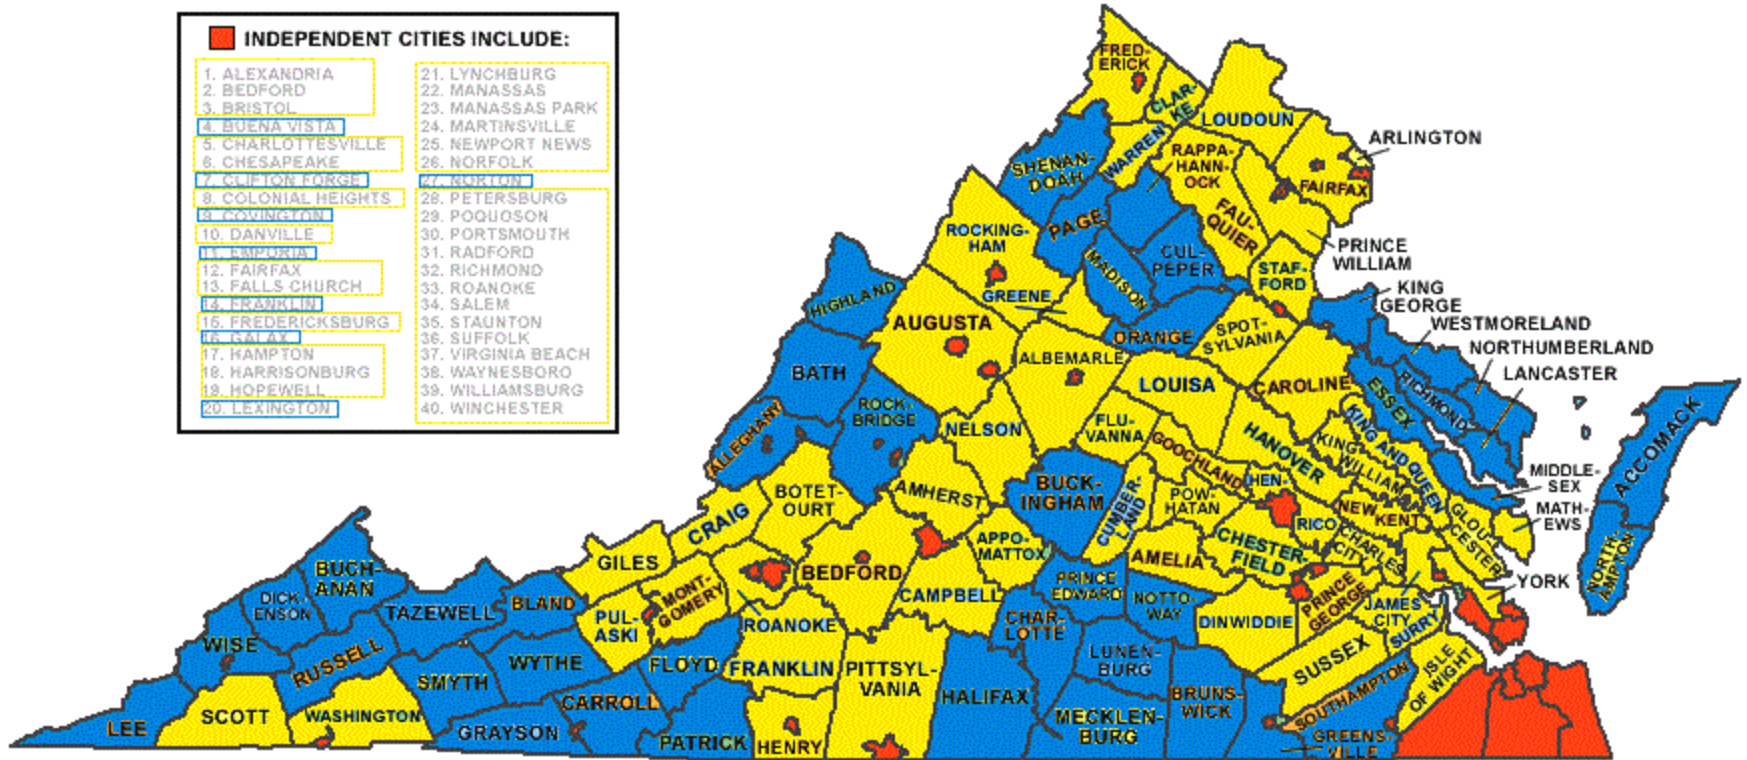 INDEPENDENT CITIES INCLUDE:
1. ALEXANDRIA
2. BEDFORD
3. BRISTOL
4. BUENA VISTA
5. CHARLOTTESVILLE
6. CHESAPEAKE
7. CLIFTON FORGE
8. COLONIAL HEIGHTS
9. COVINGTON
10. DANVILLE
11. EMPORIA
12. FAIRFAX
13. FALLS CHURCH
14. FRANKLIN
15. FREDERICKSBURG
16. GALAX
17. HAMPTON
18. HARRISONBURG
19. HOPEWELL
20. LEXINGTON
21. LYNCHBURG
22. MANASSAS
23. MANASSAS PARK
24. MARTINSVILLE
25. NEWPORT NEWS
26. NORFOLK
27. NORTON
28. PETERSBURG
29. POQUOSON
30. PORTSMOUTH
31. RADFORD
32. RICHMOND
33. ROANOKE
34. SALEM
35. STAUNTON
36. SUFFOLK
37. VIRGINIA BEACH
38. WAYNESBORO
39. WILLIAMSBURG
40. WINCHESTER
FRED-
ERICK
CLAR-
KE
LOUDOUN
ARLINGTON
WARREN
RAPPA-
HANN-
OCK
FAIRFAX
SHENAN-
DOAH
PAGE
FAU-
QUIER
PRINCE
WILLIAM
ROCKING-
HAM
MADISON
CUL-
PEPER
STAF-
FORD
KING
GEORGE
HIGHLAND
GREENE
AUGUSTA
ORANGE
SPOT-
SYLVANIA
WESTMORELAND
NORTHUMBERLAND
LANCASTER
BATH
ALBEMARLE
LOUISA
CAROLINE
ESSEX
RICHMOND
ALLEGHANY
ROCK-
BRIDGE
NELSON
FLU-
VANNA
GOOCHLAND
HANOVER
KING
WILLIAM
KING AND QUEEN
MIDDLE-
SEX
MATH-
EWS
ACCOMACK
NORTH-
AMPTON
BOTET-
OURT
AMHERST
BUCK-
INGHAM
CUMBER-
LAND
POW-
HATAN
HEN-
RICO
NEW
KENT
GLOU-
CESTER
CRAIG
GILES
BEDFORD
APPO-
MATTOX
AMELIA
CHESTER-
FIELD
CHARLES
CITY
YORK
BUCH-
ANAN
DICK-
ENSON
TAZEWELL
BLAND
PUL-
ASKI
MONT-
GOMERY
ROANOKE
CAMPBELL
PRINCE
EDWARD
NOTTO-
WAY
DINWIDDIE
PRINCE
GEORGE
JAMES
CITY
SURRY
WISE
RUSSELL
SMYTH
WYTHE
FLOYD
FRANKLIN
PITTSYL-
VANIA
CHAR-
LOTTE
LUNEN-
BURG
SUSSEX
ISLE
OF WIGHT
LEE
SCOTT
WASHINGTON
GRAYSON
CARROLL
PATRICK
HENRY
HALIFAX
MECKLEN-
BURG
BRUNS-
WICK
SOUTHAMPTON
GREENS-
VILLE